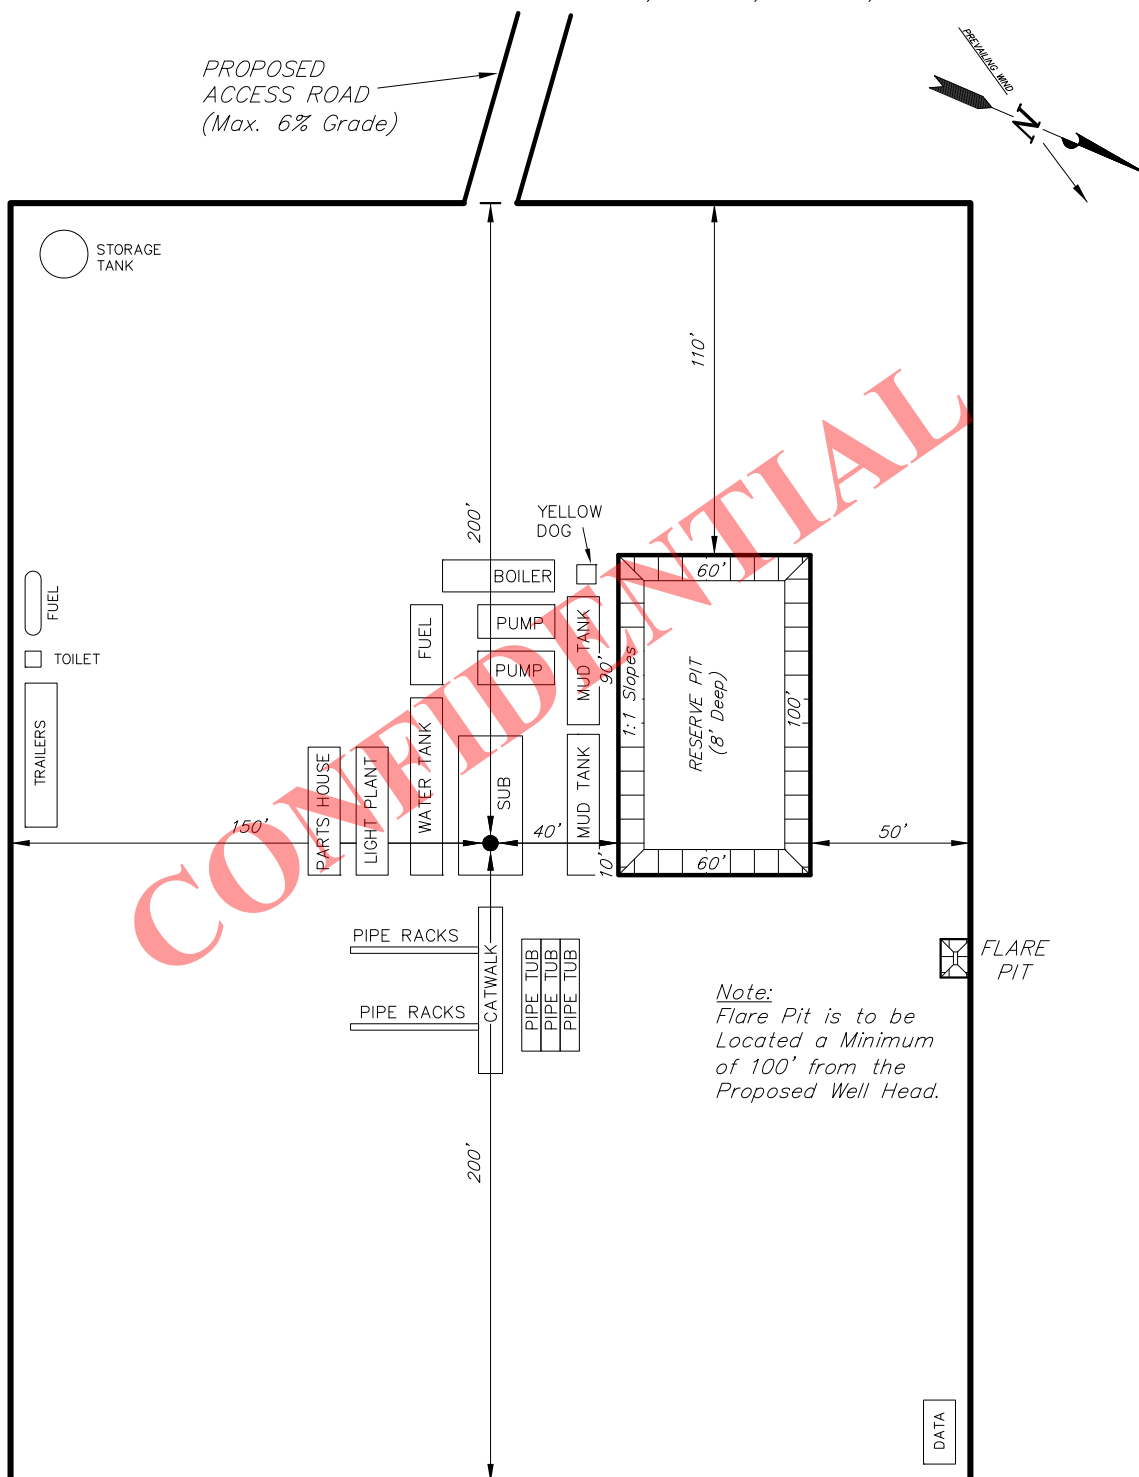 PROPOSED
ACCESS ROAD
(Max. 6% Grade)
PREVAILING WIND
N
STORAGE
TANK
110'
200'
YELLOW
DOG
BOILER
60'
FUEL
FUEL
PUMP
MUD TANK
90'
TOILET
PUMP
1:1 Slopes
RESERVE PIT
(8' Deep)
100'
TRAILERS
PARTS HOUSE
LIGHT PLANT
WATER TANK
SUB
MUD TANK
150'
40'
50'
10'
60'
CONFIDENTIAL
PIPE RACKS
CATWALK
PIPE TUB
PIPE TUB
PIPE TUB
PIPE RACKS
FLARE
PIT
Note:
Flare Pit is to be
Located a Minimum
of 100' from the
Proposed Well Head.
200'
DATA